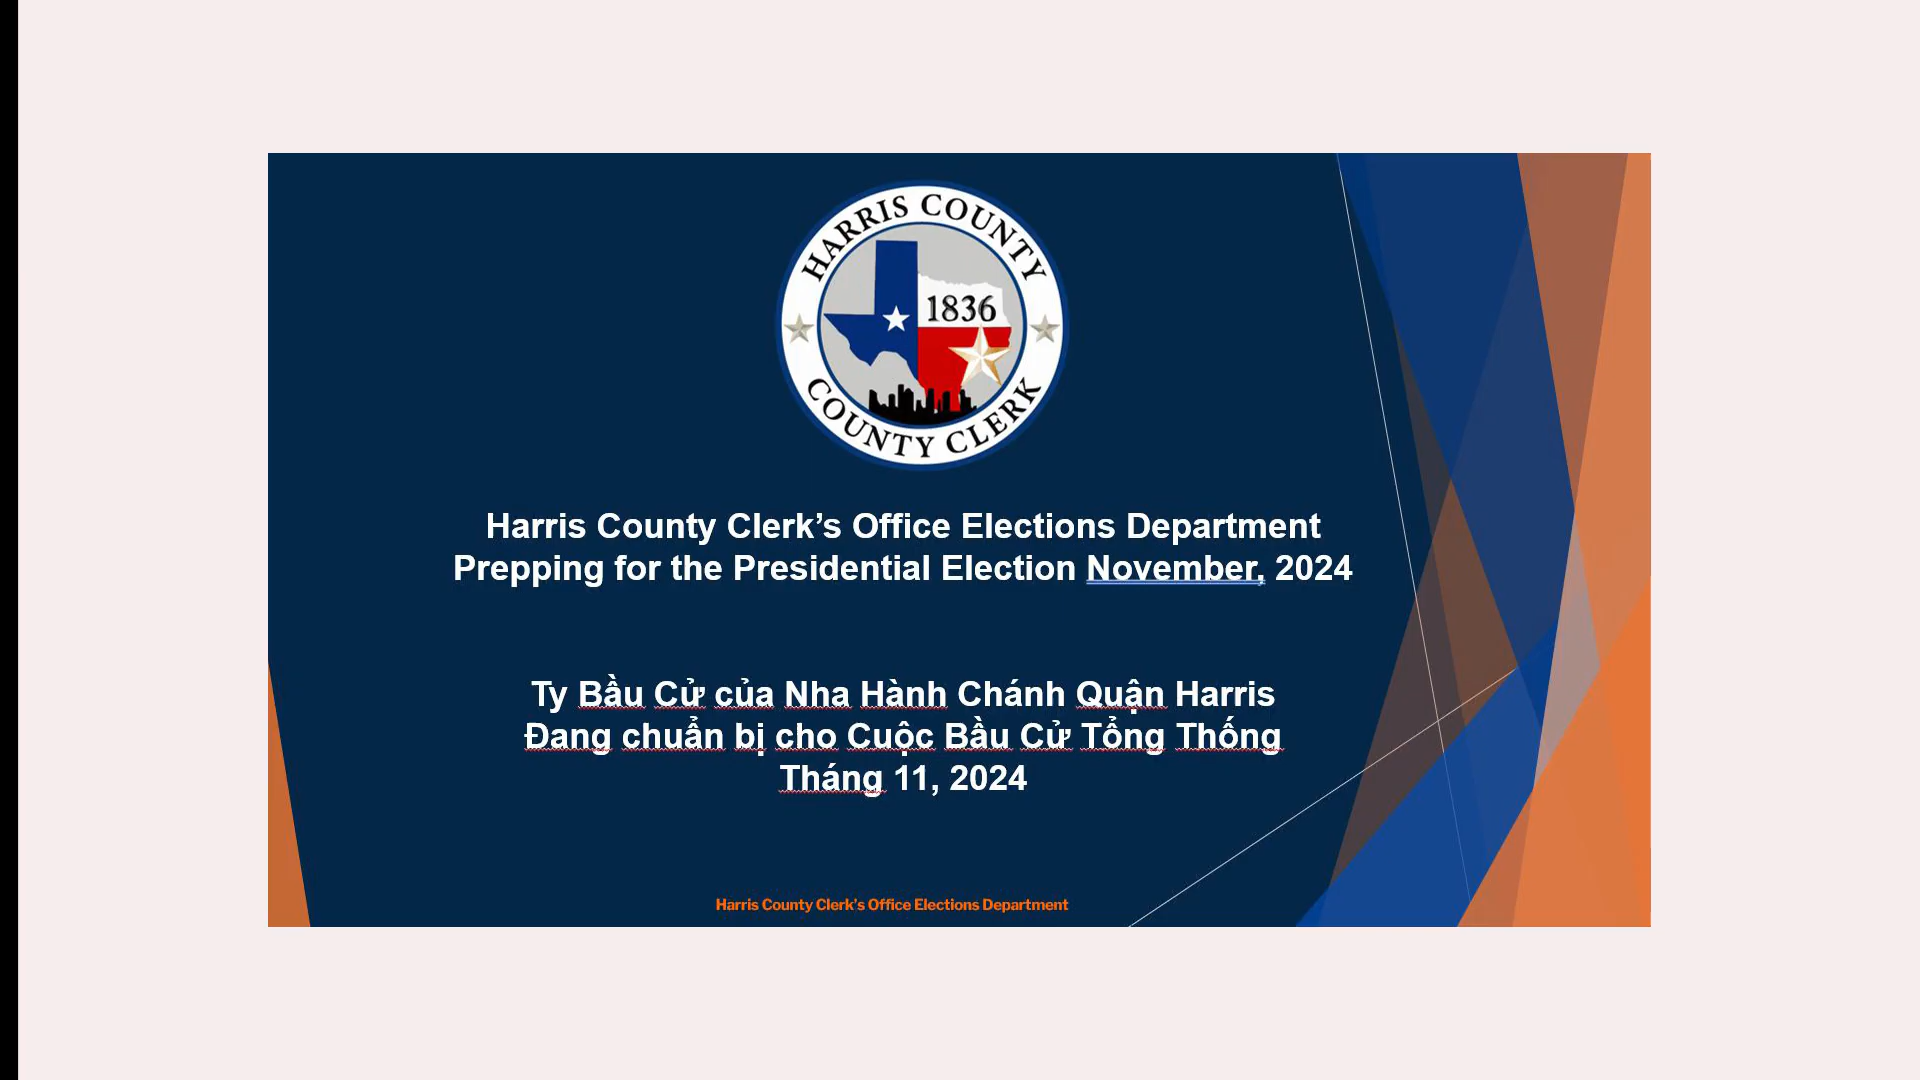 HARRIS COUNTY
1836
COUNTY CLERK
Harris County Clerk’s Office Elections Department
Prepping for the Presidential Election November, 2024
Ty Bầu Cử của Nha Hành Chánh Quận Harris
Đang chuẩn bị cho Cuộc Bầu Cử Tổng Thống
Tháng 11, 2024
Harris County Clerk’s Office Elections Department